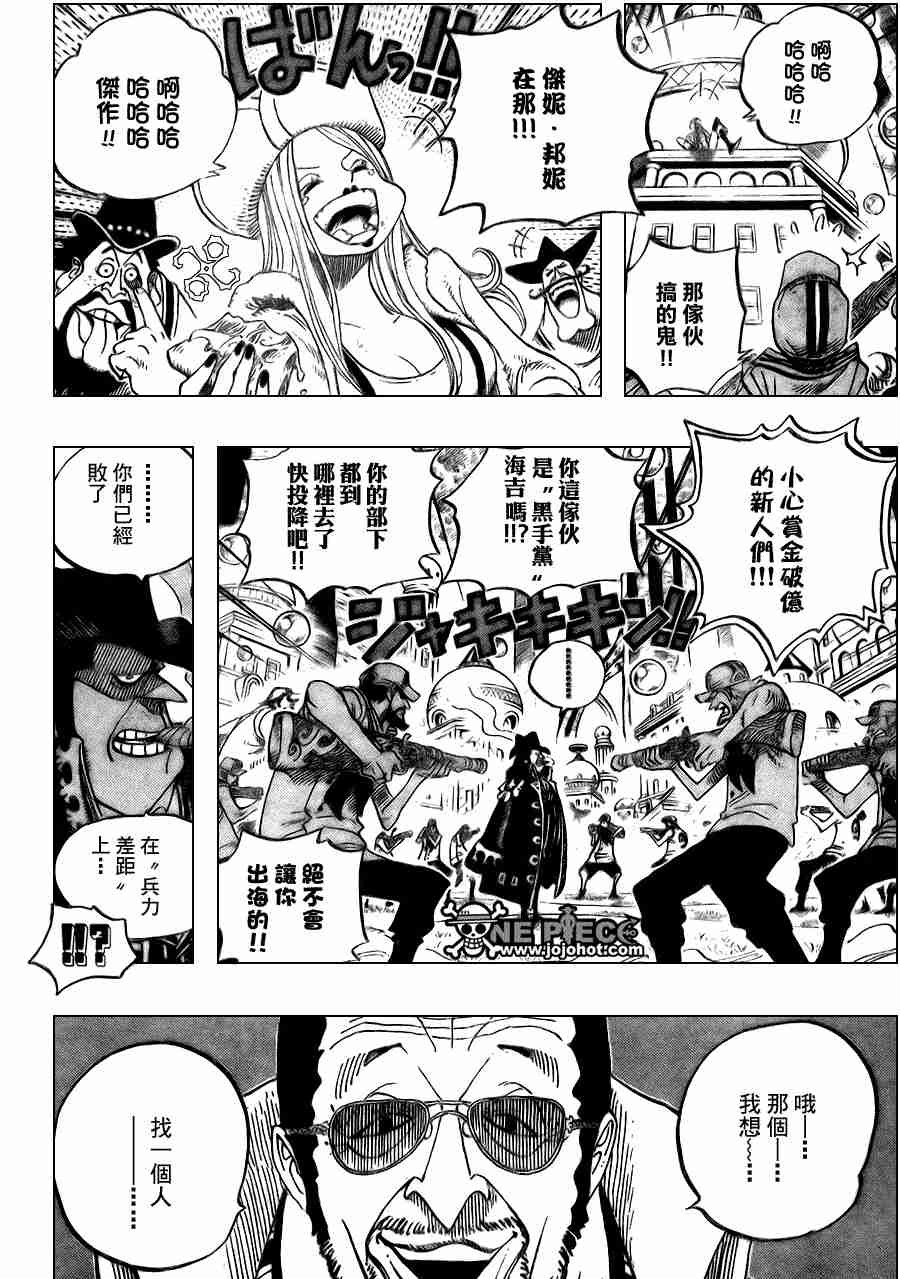 啊哈
哈哈
哈!!
那傢伙
搞的鬼!!
傑妮·邦妮
在那!!!
ばんっ!!
啊哈哈
哈哈哈
哈哈
傑作!!
小心賞金破億
的新人們!!!
你這傢伙
是〝黑手黨〞
海吉嗎!!?
你的部下
都到
哪裡去了
快投降吧!!
ジャキキキキン!!
…………
絕不會
讓你
出海的!!
ONE PIECE
www.jojohot.com
………
你們已經
敗了
在〝兵力
差距〞
上…
!!?
哦─…
那個─…
我想~…
找一個人
──……